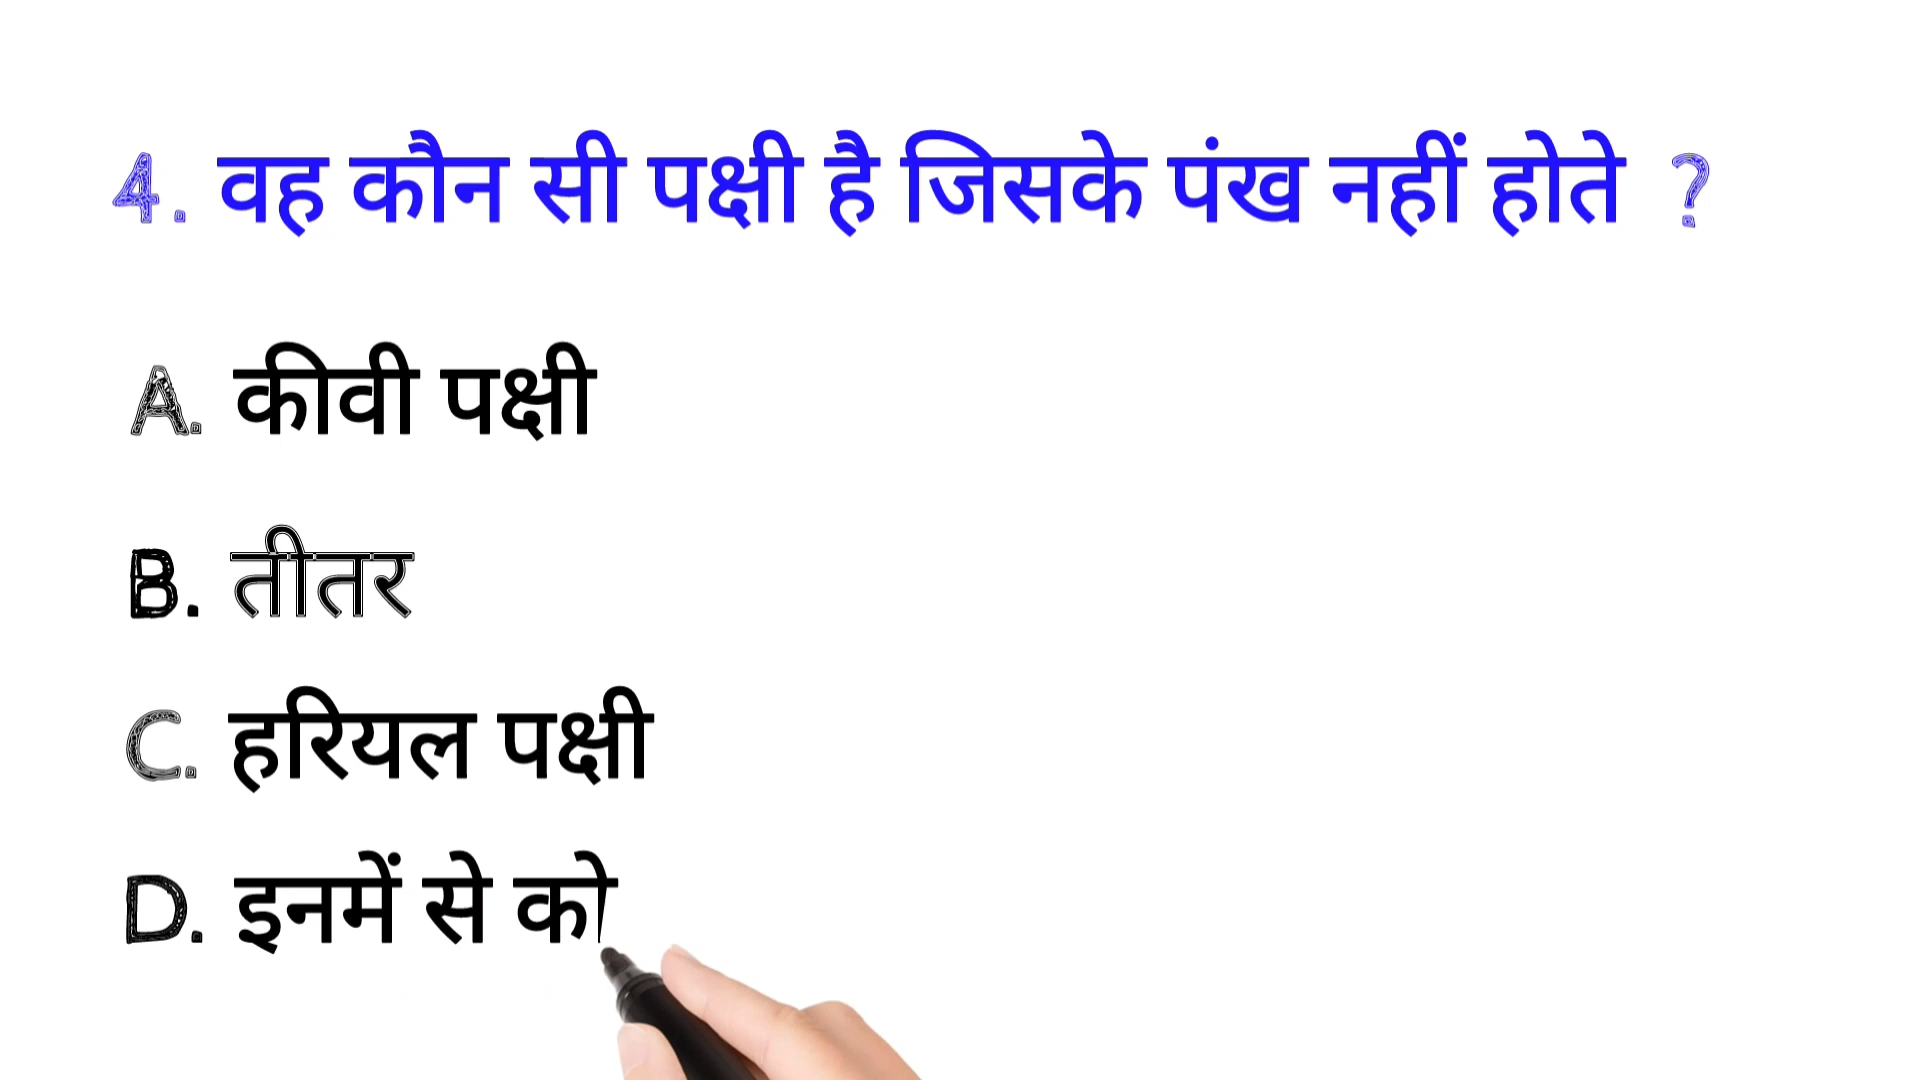 4. वह कौन सी पक्षी है जिसके पंख नहीं होते ?
A. कीवी पक्षी
B. तीतर
C. हरियल पक्षी
D. इनमें से को